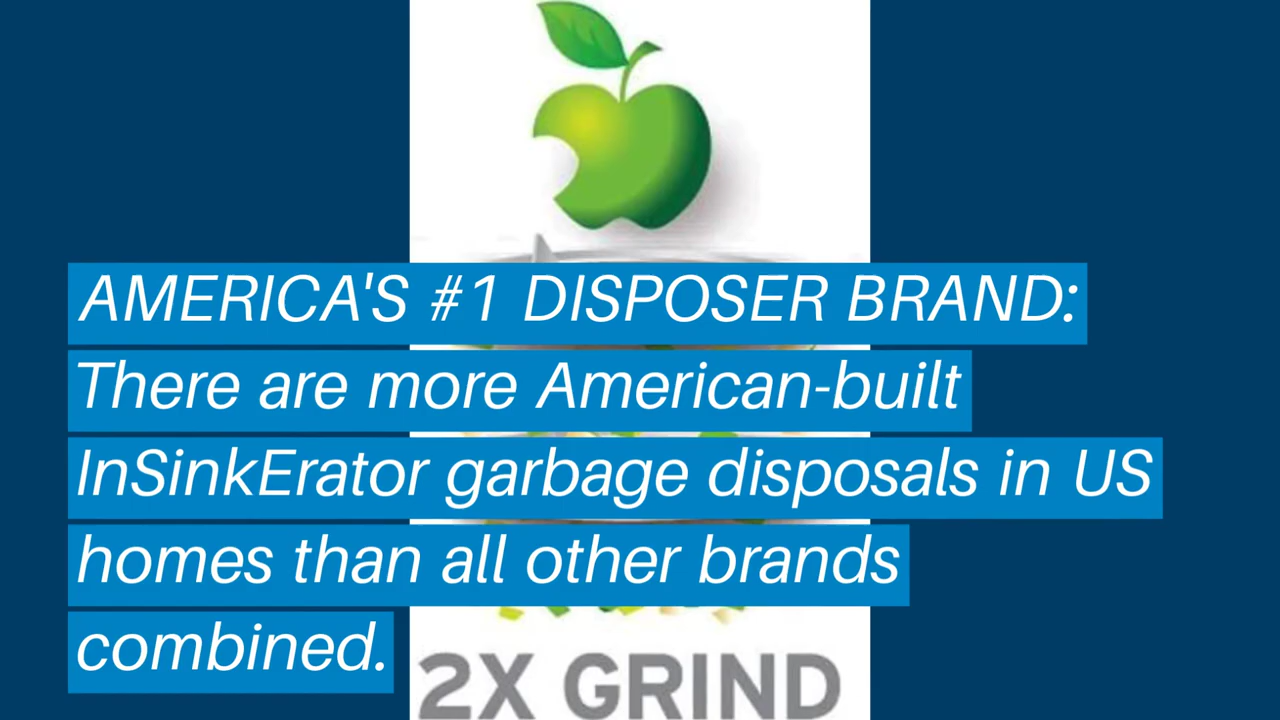 AMERICA'S #1 DISPOSER BRAND:
There are more American-built
InSinkErator garbage disposals in US
homes than all other brands
combined.
2X GRIND